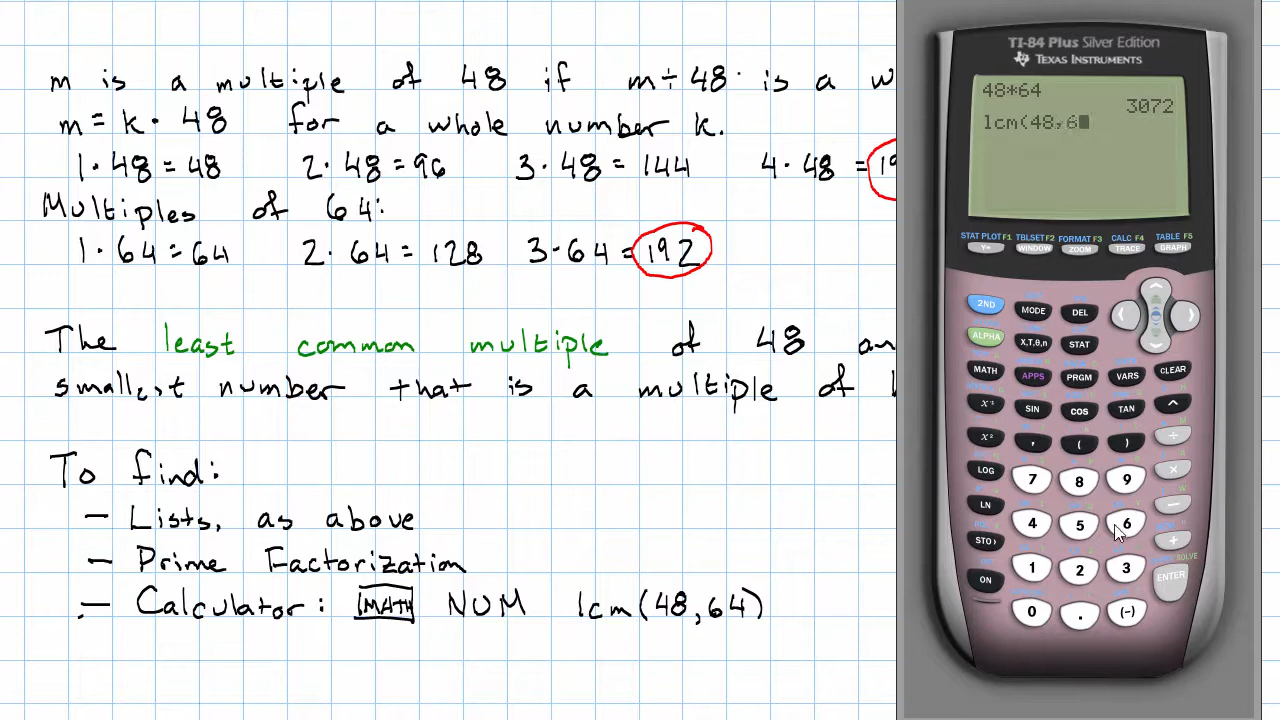 m is a multiple of 48 if m÷48 is a w
m = k · 48 for a whole number k.
1 · 48 = 48 2 · 48 = 96 3 · 48 = 144 4 · 48 = 19
Multiples of 64:
1 · 64 = 64 2 · 64 = 128 3 · 64 = 192
The least common multiple of 48 an
smallest number that is a multiple of b
To find:
- Lists, as above
- Prime Factorization
- Calculator: MATH NUM lcm(48,64)
TI-84 Plus Silver Edition
TEXAS INSTRUMENTS
48*64
3072
lcm(48,6
STAT PLOT F1 TBLSET F2 FORMAT F3 CALC F4 TABLE F5
Y= WINDOW ZOOM TRACE GRAPH
2ND MODE DEL
ALPHA X,T,θ,n STAT
MATH APPS PRGM VARS CLEAR
x⁻¹ SIN COS TAN ^
x² , ( ) ÷
LOG 7 8 9 ×
LN 4 5 6 −
STO› 1 2 3 +
ON 0 . (−) ENTER
SOLVE